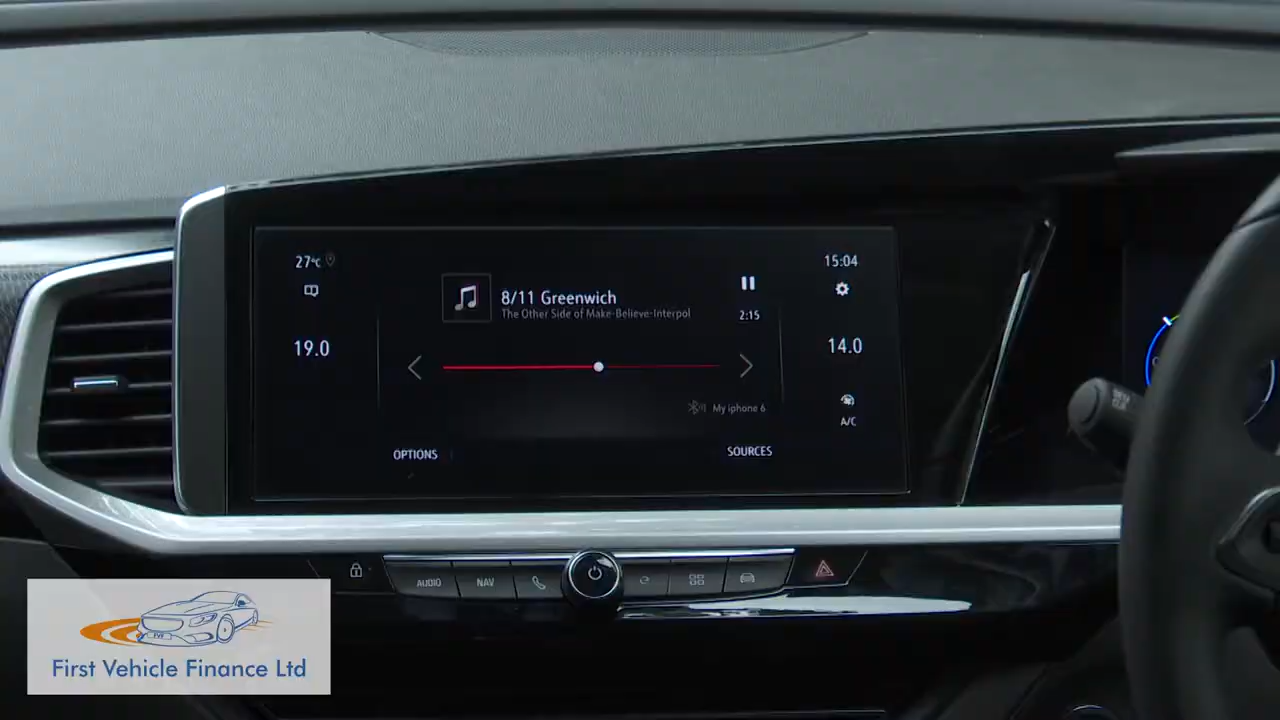 27°C
15:04
8/11 Greenwich
The Other Side of Make-Believe-Interpol
2:15
19.0
14.0
My iphone 6
A/C
OPTIONS
SOURCES
AUDIO
NAV
First Vehicle Finance Ltd